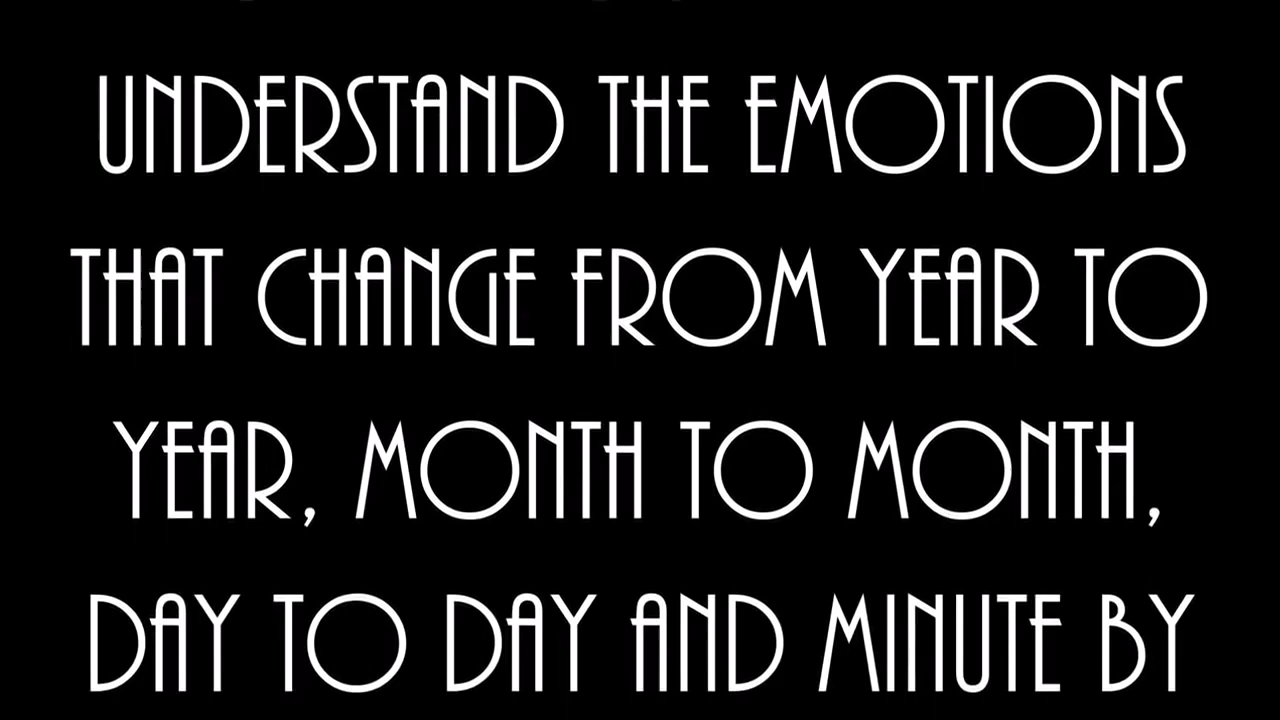 UNDERSTAND THE EMOTIONS
THAT CHANGE FROM YEAR TO
YEAR, MONTH TO MONTH,
DAY TO DAY AND MINUTE BY